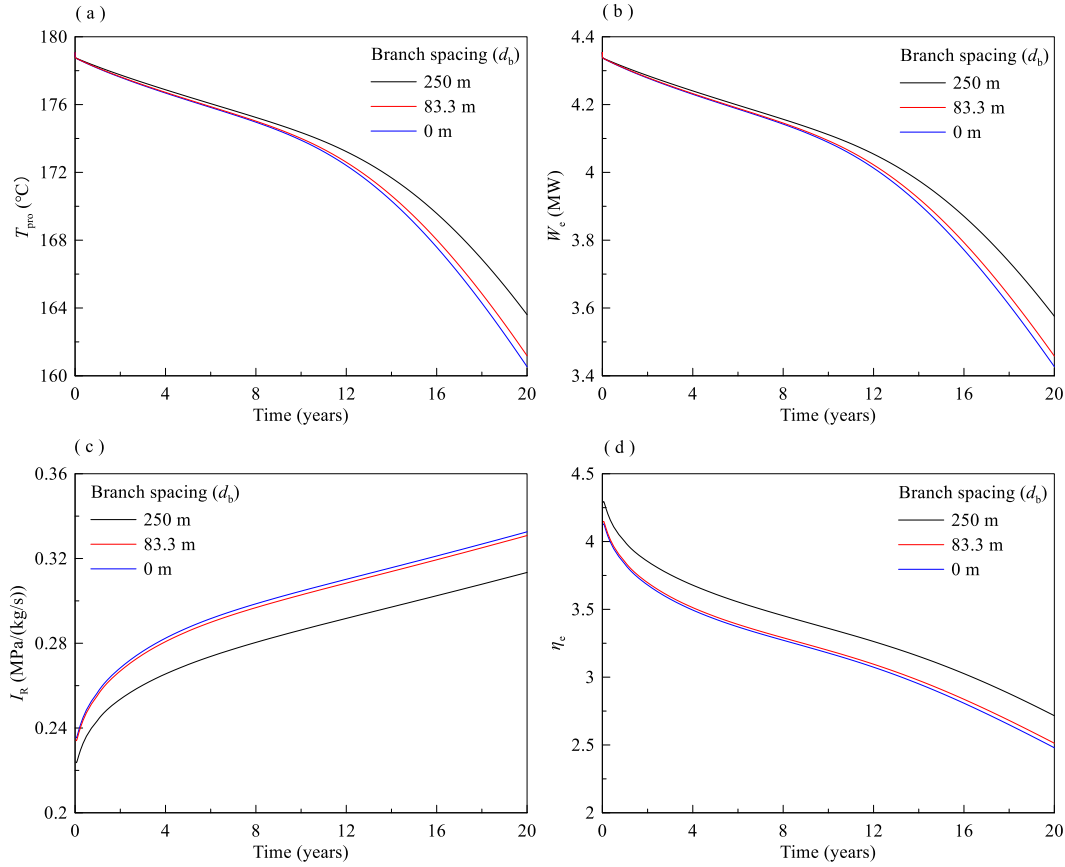 ( a )
180
176
172
168
164
160
T_pro (°C)
0
4
8
12
16
20
Time (years)
Branch spacing (d_b)
250 m
83.3 m
0 m
( b )
4.4
4.2
4
3.8
3.6
3.4
W_e (MW)
0
4
8
12
16
20
Time (years)
Branch spacing (d_b)
250 m
83.3 m
0 m
( c )
0.36
0.32
0.28
0.24
0.2
I_R (MPa/(kg/s))
0
4
8
12
16
20
Time (years)
Branch spacing (d_b)
250 m
83.3 m
0 m
( d )
4.5
4
3.5
3
2.5
2
η_e
0
4
8
12
16
20
Time (years)
Branch spacing (d_b)
250 m
83.3 m
0 m